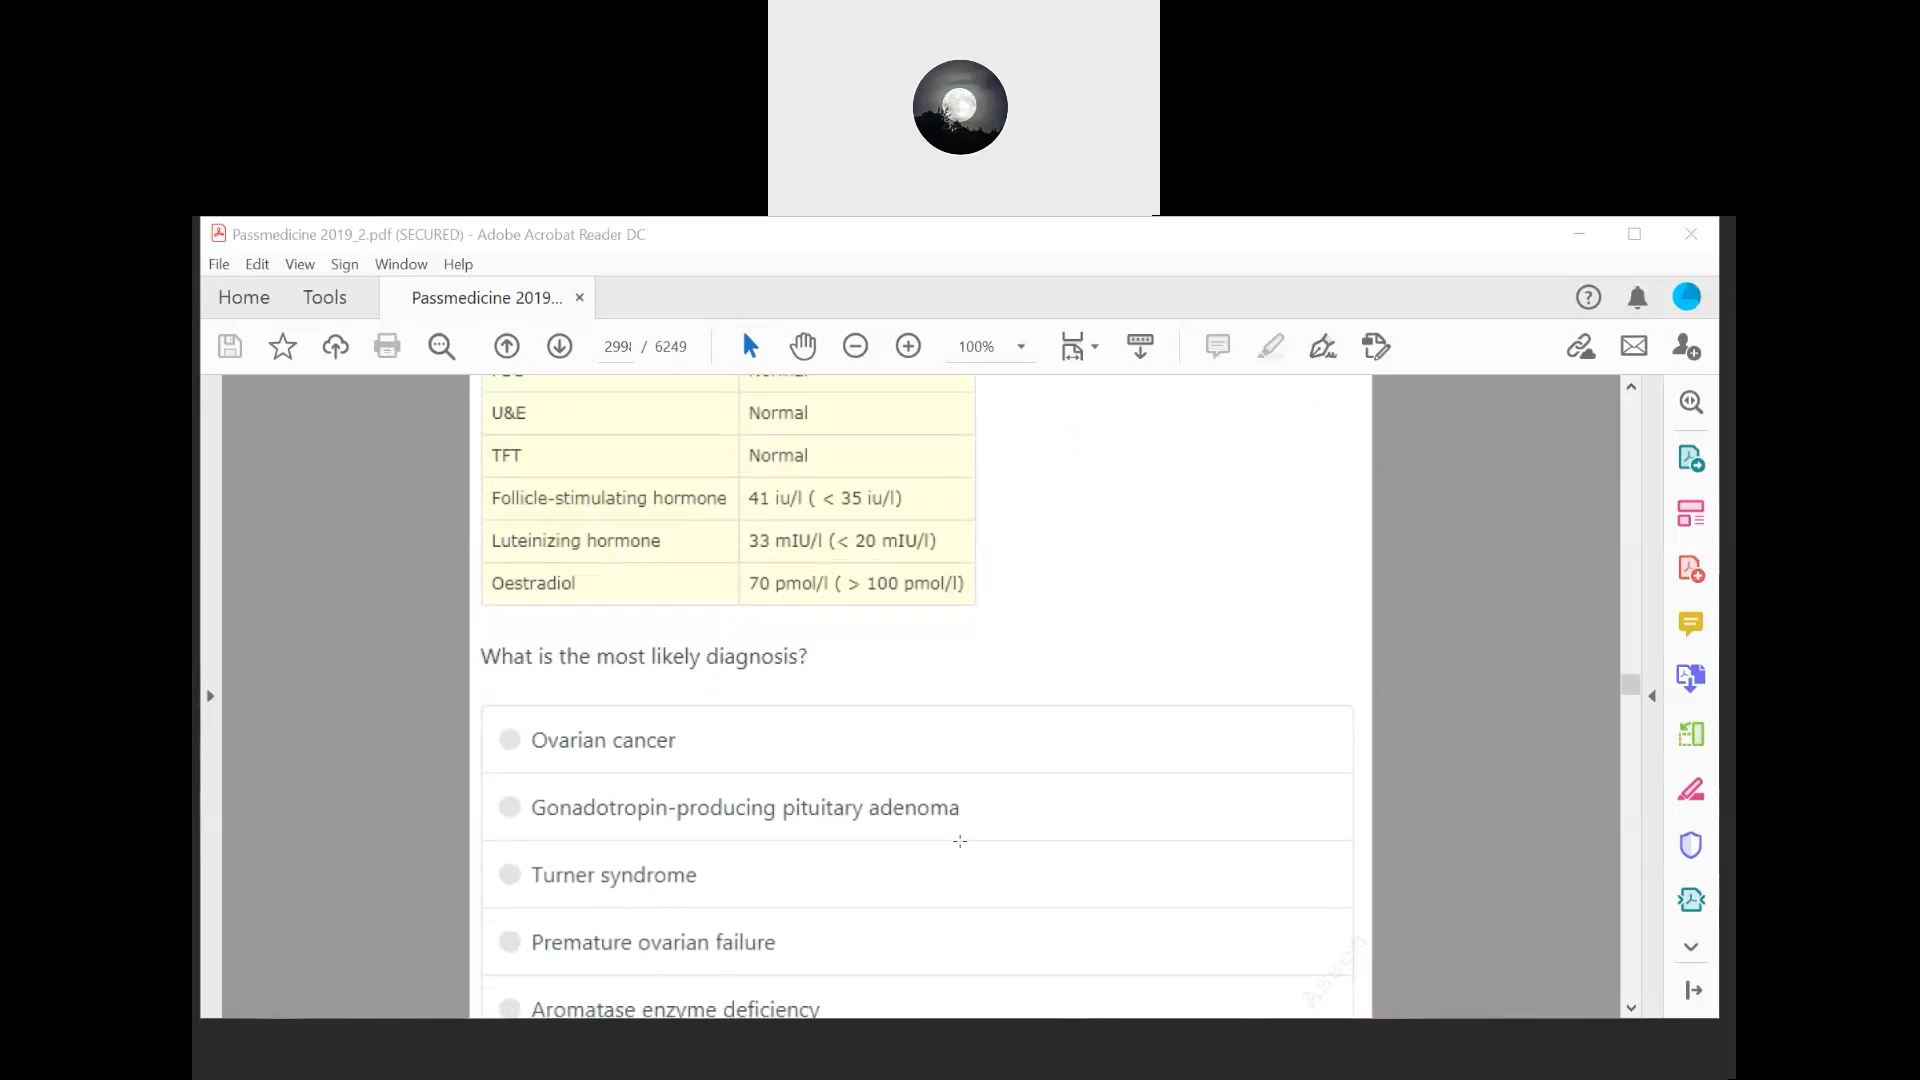 Passmedicine 2019_2.pdf (SECURED) - Adobe Acrobat Reader DC
File Edit View Sign Window Help
Home Tools Passmedicine 2019... ×
/ 6249 100%
U&E Normal
TFT Normal
Follicle-stimulating hormone 41 iu/l ( < 35 iu/l)
Luteinizing hormone 33 mIU/l (< 20 mIU/l)
Oestradiol 70 pmol/l ( > 100 pmol/l)
What is the most likely diagnosis?
Ovarian cancer
Gonadotropin-producing pituitary adenoma
Turner syndrome
Premature ovarian failure
Aromatase enzyme deficiency